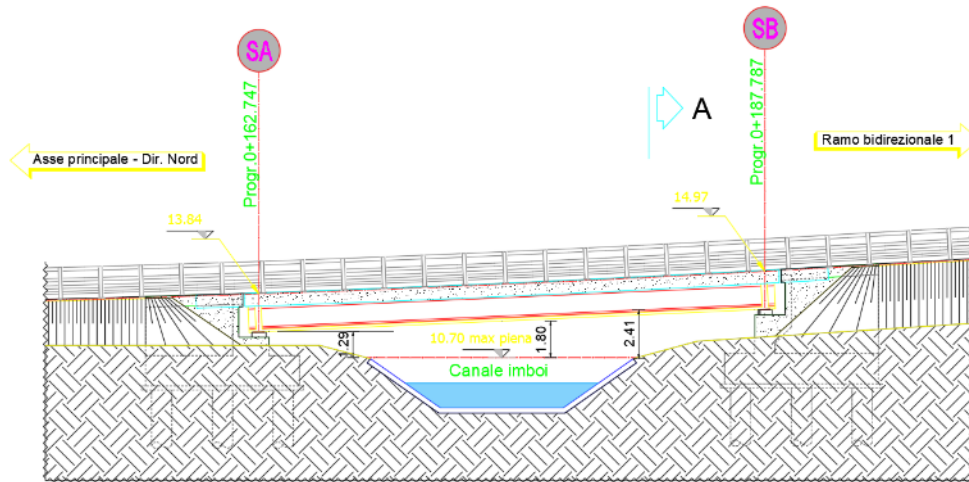 SA
SB
Progr.0+162.747
Progr.0+187.787
A
Asse principale - Dir. Nord
Ramo bidirezionale 1
13.84
14.97
10.70 max piena
1.80
2.41
Canale imboi